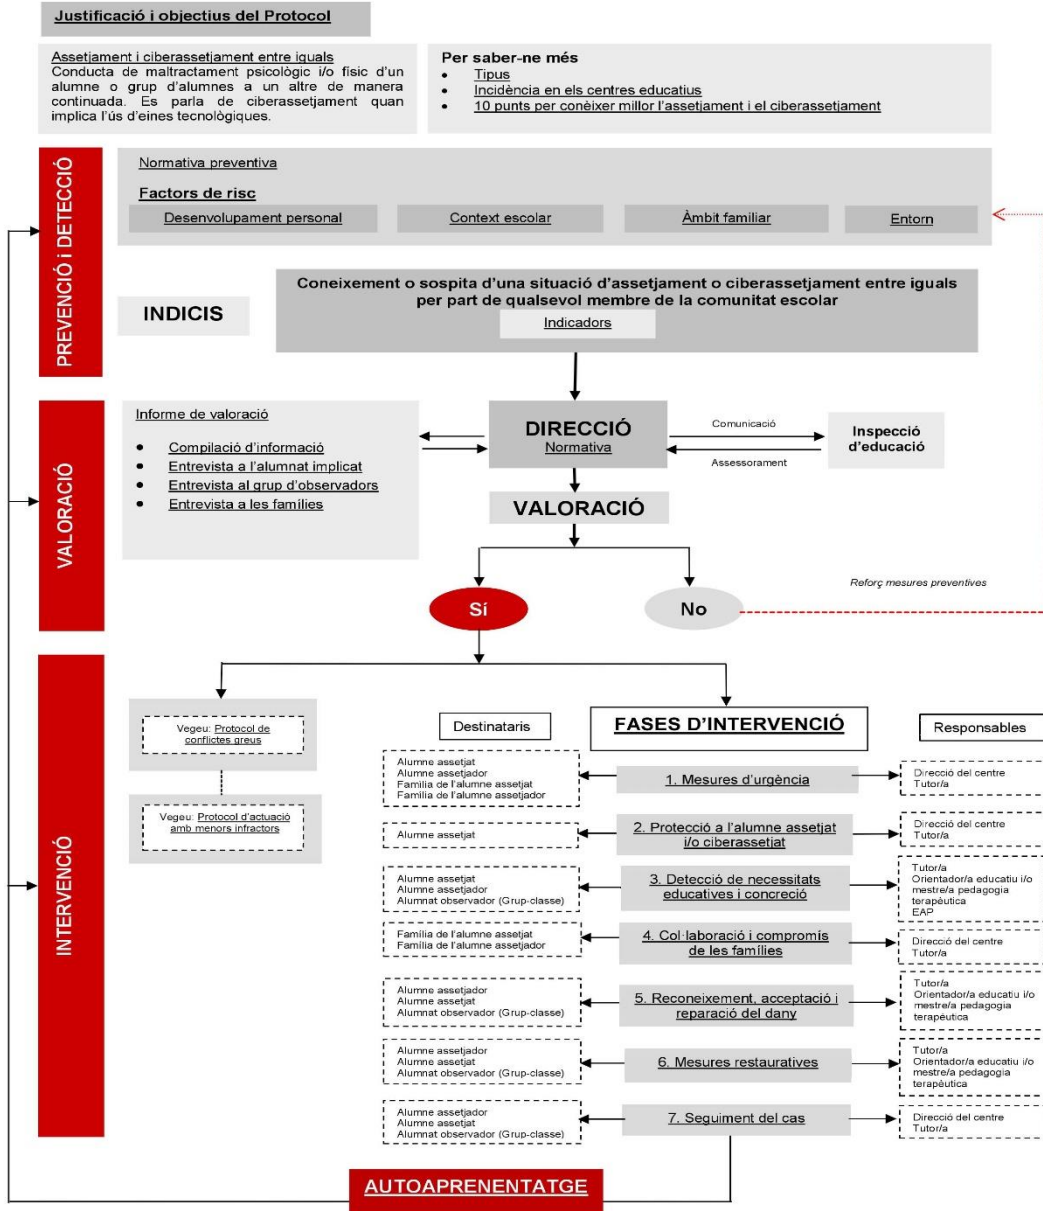 Justificació i objectius del Protocol
Assetjament i ciberassetjament entre iguals
Conducta de maltractament psicològic i/o físic d'un
alumne o grup d'alumnes a un altre de manera
continuada. Es parla de ciberassetjament quan
implica l'ús d'eines tecnològiques.
Per saber-ne més
• Tipus
• Incidència en els centres educatius
• 10 punts per conèixer millor l'assetjament i el ciberassetjament
PREVENCIÓ i DETECCIÓ
Normativa preventiva
Factors de risc
Desenvolupament personal
Context escolar
Àmbit familiar
Entorn
INDICIS
Coneixement o sospita d'una situació d'assetjament o ciberassetjament entre iguals
per part de qualsevol membre de la comunitat escolar
Indicadors
VALORACIÓ
Informe de valoració
• Compilació d'informació
• Entrevista a l'alumnat implicat
• Entrevista al grup d'observadors
• Entrevista a les famílies
DIRECCIÓ
Normativa
Comunicació
Assessorament
Inspecció
d'educació
VALORACIÓ
Sí
No
Reforç mesures preventives
INTERVENCIÓ
Vegeu: Protocol de
conflictes greus
Vegeu: Protocol d'actuació
amb menors infractors
Destinataris
FASES D'INTERVENCIÓ
Responsables
Alumne assetjat
Alumne assetjador
Família de l'alumne assetjat
Família de l'alumne assetjador
1. Mesures d'urgència
Direcció del centre
Tutor/a
Alumne assetjat
2. Protecció a l'alumne assetjat
i/o ciberassetjat
Direcció del centre
Tutor/a
Alumne assetjat
Alumne assetjador
Alumnat observador (Grup-classe)
3. Detecció de necessitats
educatives i concreció
Tutor/a
Orientador/a educatiu i/o
mestre/a pedagogia
terapèutica
EAP
Família de l'alumne assetjat
Família de l'alumne assetjador
4. Col·laboració i compromís
de les famílies
Direcció del centre
Tutor/a
Alumne assetjador
Alumne assetjat
Alumnat observador (Grup-classe)
5. Reconeixement, acceptació i
reparació del dany
Tutor/a
Orientador/a educatiu i/o
mestre/a pedagogia
terapèutica
Alumne assetjador
Alumne assetjat
Alumnat observador (Grup-classe)
6. Mesures restauratives
Tutor/a
Orientador/a educatiu i/o
mestre/a pedagogia
terapèutica
Alumne assetjador
Alumne assetjat
Alumnat observador (Grup-classe)
7. Seguiment del cas
Direcció del centre
Tutor/a
AUTOAPRENENTATGE